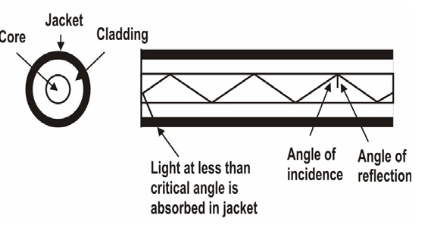 Jacket
Core
Cladding
Light at less than
critical angle is
absorbed in jacket
Angle of
incidence
Angle of
reflection